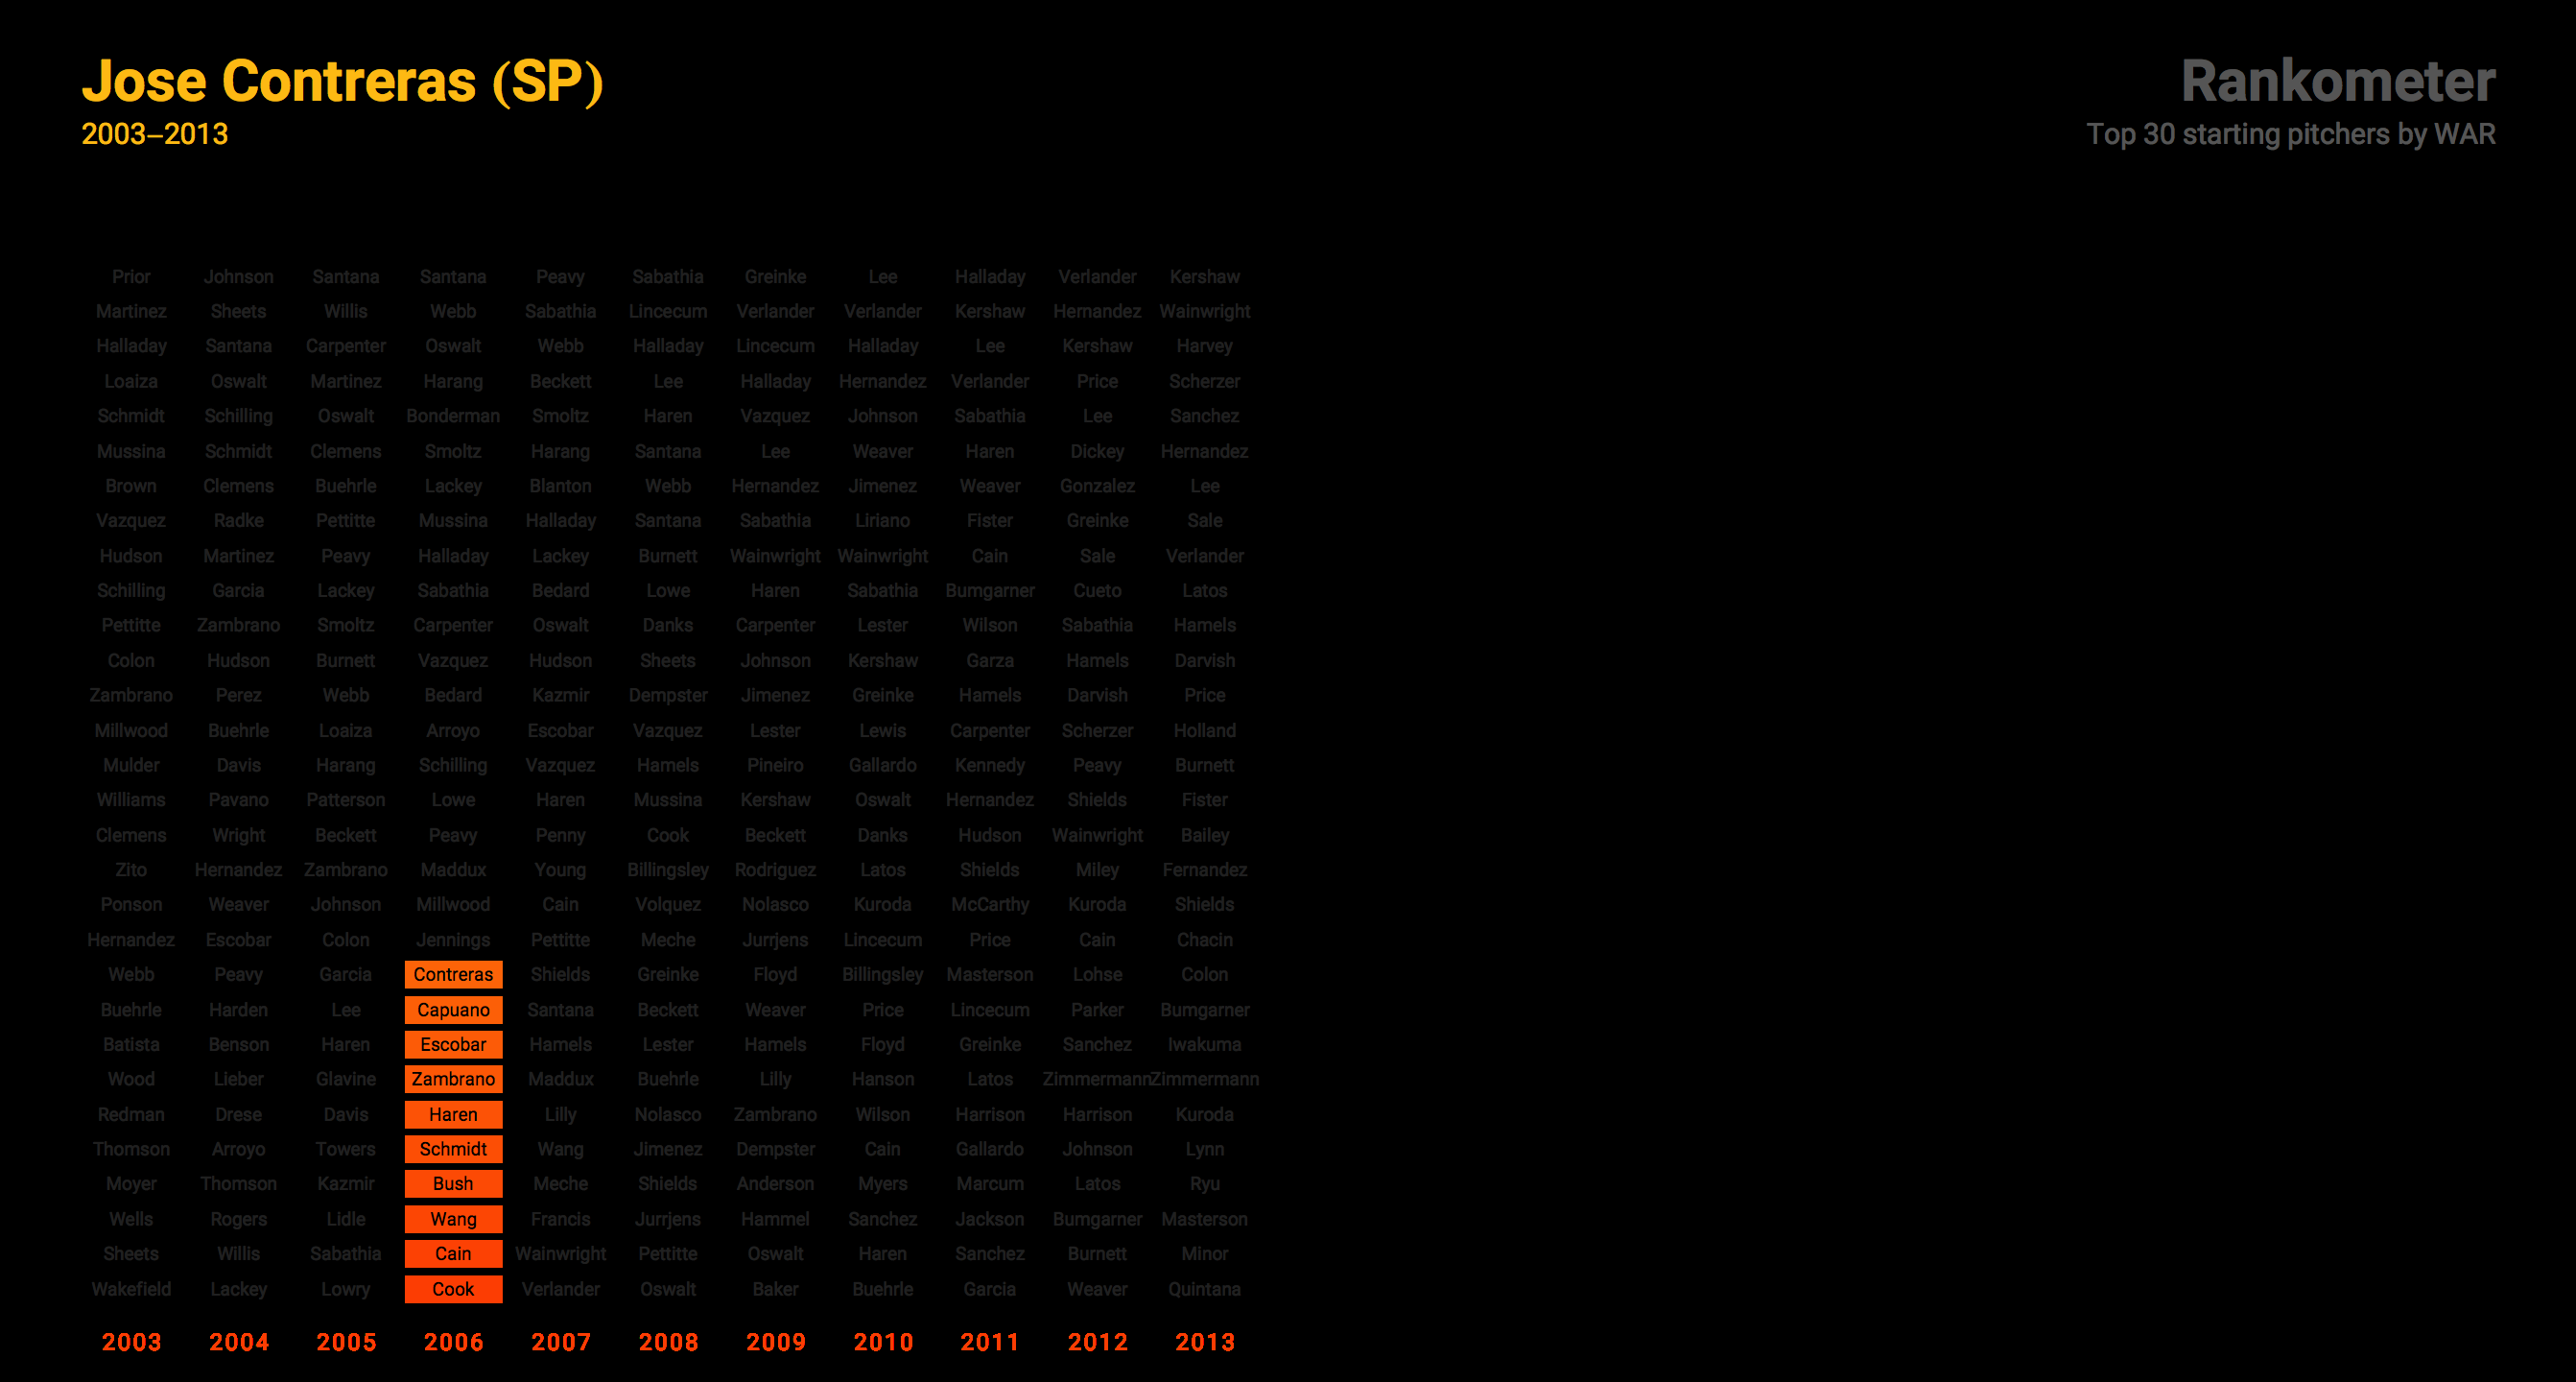 Jose Contreras (SP)
2003–2013
Rankometer
Top 30 starting pitchers by WAR
Prior Johnson Santana Santana Peavy Sabathia Greinke Lee Halladay Verlander Kershaw
Martinez Sheets Willis Webb Sabathia Lincecum Verlander Verlander Kershaw Hernandez Wainwright
Halladay Santana Carpenter Oswalt Webb Halladay Lincecum Halladay Lee Kershaw Harvey
Loaiza Oswalt Martinez Harang Beckett Lee Halladay Hernandez Verlander Price Scherzer
Schmidt Schilling Oswalt Bonderman Smoltz Haren Vazquez Johnson Sabathia Lee Sanchez
Mussina Schmidt Clemens Smoltz Harang Santana Lee Weaver Haren Dickey Hernandez
Brown Clemens Buehrle Lackey Blanton Webb Hernandez Jimenez Weaver Gonzalez Lee
Vazquez Radke Pettitte Mussina Halladay Santana Sabathia Liriano Fister Greinke Sale
Hudson Martinez Peavy Halladay Lackey Burnett Wainwright Wainwright Cain Sale Verlander
Schilling Garcia Lackey Sabathia Bedard Lowe Haren Sabathia Bumgarner Cueto Latos
Pettitte Zambrano Smoltz Carpenter Oswalt Danks Carpenter Lester Wilson Sabathia Hamels
Colon Hudson Burnett Vazquez Hudson Sheets Johnson Kershaw Garza Hamels Darvish
Zambrano Perez Webb Bedard Kazmir Dempster Jimenez Greinke Hamels Darvish Price
Millwood Buehrle Loaiza Arroyo Escobar Vazquez Lester Lewis Carpenter Scherzer Holland
Mulder Davis Harang Schilling Vazquez Hamels Pineiro Gallardo Kennedy Peavy Burnett
Williams Pavano Patterson Lowe Haren Mussina Kershaw Oswalt Hernandez Shields Fister
Clemens Wright Beckett Peavy Penny Cook Beckett Danks Hudson Wainwright Bailey
Zito Hernandez Zambrano Maddux Young Billingsley Rodriguez Latos Shields Miley Fernandez
Ponson Weaver Johnson Millwood Cain Volquez Nolasco Kuroda McCarthy Kuroda Shields
Hernandez Escobar Colon Jennings Pettitte Meche Jurrjens Lincecum Price Cain Chacin
Webb Peavy Garcia Contreras Shields Greinke Floyd Billingsley Masterson Lohse Colon
Buehrle Harden Lee Capuano Santana Beckett Weaver Price Lincecum Parker Bumgarner
Batista Benson Haren Escobar Hamels Lester Hamels Floyd Greinke Sanchez Iwakuma
Wood Lieber Glavine Zambrano Maddux Buehrle Lilly Hanson Latos Zimmermann Zimmermann
Redman Drese Davis Haren Lilly Nolasco Zambrano Wilson Harrison Harrison Kuroda
Thomson Arroyo Towers Schmidt Wang Jimenez Dempster Cain Gallardo Johnson Lynn
Moyer Thomson Kazmir Bush Meche Shields Anderson Myers Marcum Latos Ryu
Wells Rogers Lidle Wang Francis Jurrjens Hammel Sanchez Jackson Bumgarner Masterson
Sheets Willis Sabathia Cain Wainwright Pettitte Oswalt Haren Sanchez Burnett Minor
Wakefield Lackey Lowry Cook Verlander Oswalt Baker Buehrle Garcia Weaver Quintana
2003 2004 2005 2006 2007 2008 2009 2010 2011 2012 2013